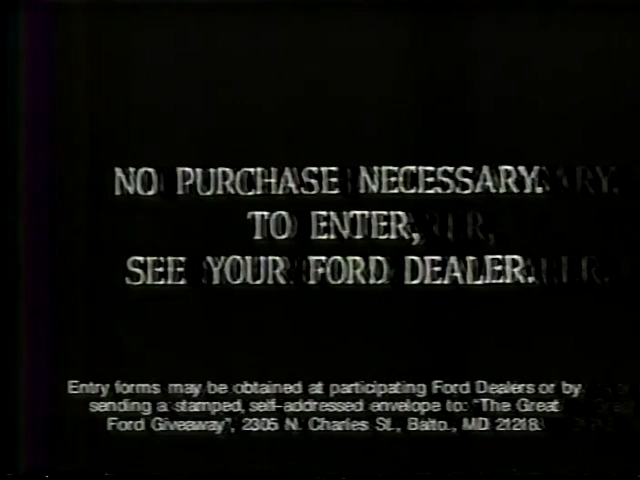 NO PURCHASE NECESSARY.
TO ENTER,
SEE YOUR FORD DEALER.
Entry forms may be obtained at participating Ford Dealers or by
sending a stamped, self-addressed envelope to: "The Great
Ford Giveaway", 2305 N. Charles St., Balto., MD 21218.